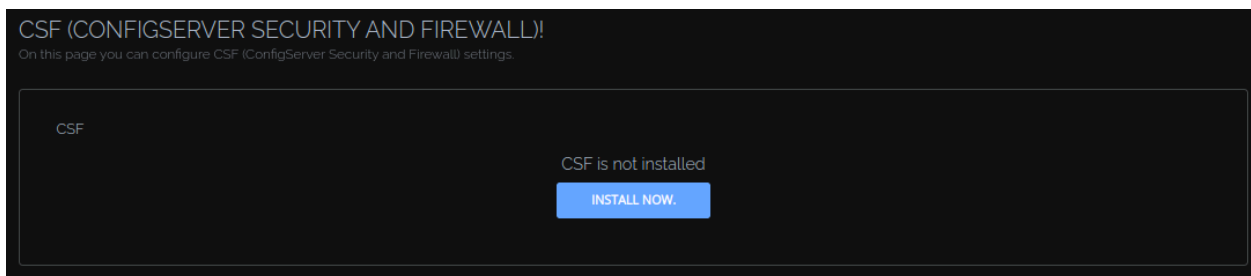 CSF (CONFIGSERVER SECURITY AND FIREWALL)!
On this page you can configure CSF (ConfigServer Security and Firewall) settings.
CSF
CSF is not installed
INSTALL NOW.